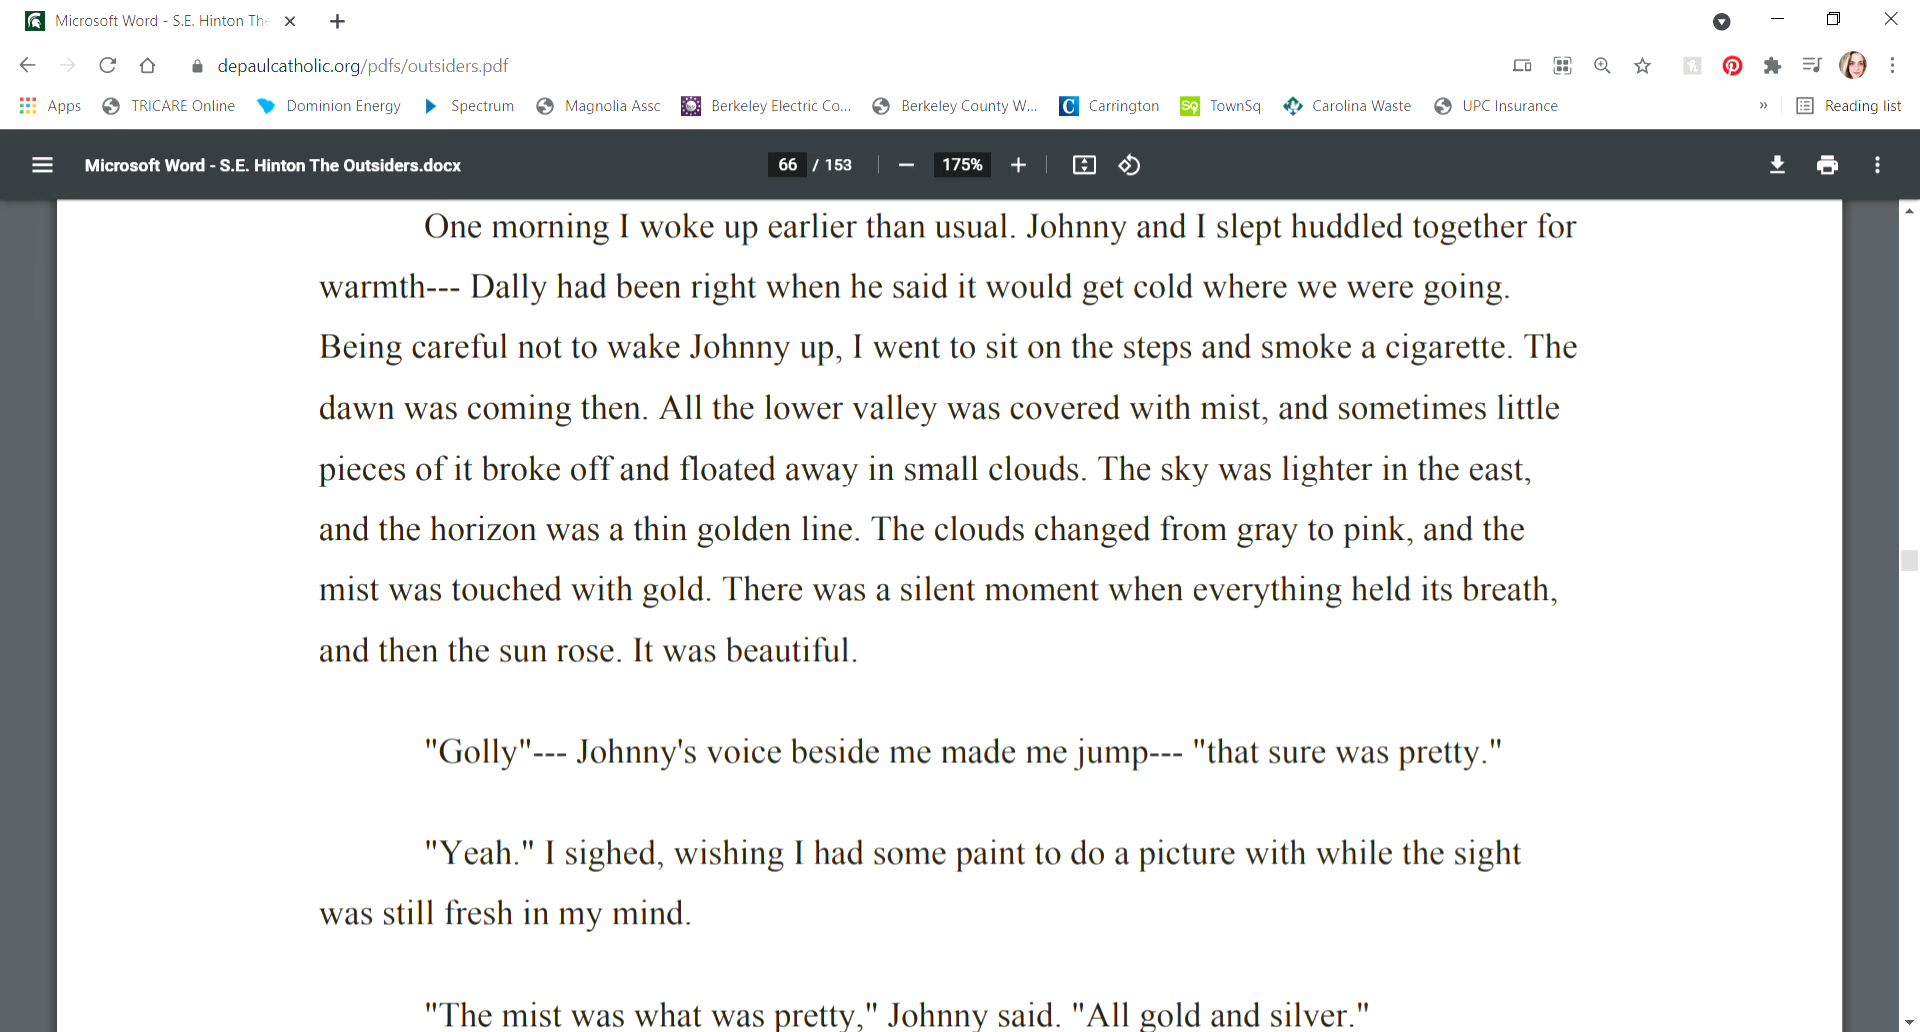 Microsoft Word - S.E. Hinton The
depaulcatholic.org/pdfs/outsiders.pdf
Apps TRICARE Online Dominion Energy Spectrum Magnolia Assc Berkeley Electric Co... Berkeley County W... C Carrington Sq TownSq Carolina Waste UPC Insurance » Reading list
Microsoft Word - S.E. Hinton The Outsiders.docx 66 / 153 175%
One morning I woke up earlier than usual. Johnny and I slept huddled together for
warmth--- Dally had been right when he said it would get cold where we were going.
Being careful not to wake Johnny up, I went to sit on the steps and smoke a cigarette. The
dawn was coming then. All the lower valley was covered with mist, and sometimes little
pieces of it broke off and floated away in small clouds. The sky was lighter in the east,
and the horizon was a thin golden line. The clouds changed from gray to pink, and the
mist was touched with gold. There was a silent moment when everything held its breath,
and then the sun rose. It was beautiful.
"Golly"--- Johnny's voice beside me made me jump--- "that sure was pretty."
"Yeah." I sighed, wishing I had some paint to do a picture with while the sight
was still fresh in my mind.
"The mist was what was pretty," Johnny said. "All gold and silver."